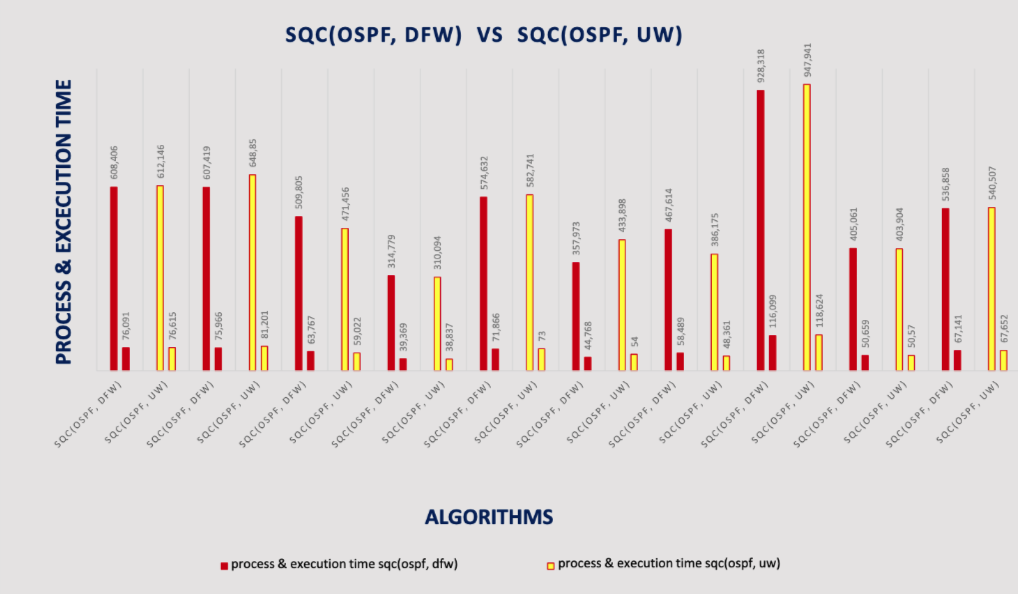 SQC(OSPF, DFW) VS SQC(OSPF, UW)
PROCESS & EXCECUTION TIME
608,406
76,091
612,146
76,615
607,419
75,966
648,85
81,201
509,805
63,767
471,456
59,022
314,779
39,369
310,094
38,837
574,632
71,866
582,741
73
357,973
44,768
433,898
54
467,614
58,489
386,175
48,361
928,318
116,099
947,941
118,624
405,061
50,659
403,904
50,57
536,858
67,141
540,507
67,652
SQC(OSPF, DFW)
SQC(OSPF, UW)
SQC(OSPF, DFW)
SQC(OSPF, UW)
SQC(OSPF, DFW)
SQC(OSPF, UW)
SQC(OSPF, DFW)
SQC(OSPF, UW)
SQC(OSPF, DFW)
SQC(OSPF, UW)
SQC(OSPF, DFW)
SQC(OSPF, UW)
SQC(OSPF, DFW)
SQC(OSPF, UW)
SQC(OSPF, DFW)
SQC(OSPF, UW)
SQC(OSPF, DFW)
SQC(OSPF, UW)
SQC(OSPF, DFW)
SQC(OSPF, UW)
ALGORITHMS
process & execution time sqc(ospf, dfw)
process & execution time sqc(ospf, uw)